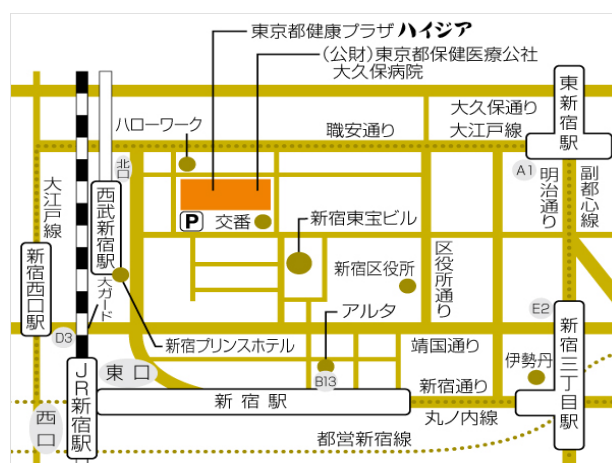 東京都健康プラザ ハイジア
(公財)東京都保健医療公社
大久保病院
東新宿駅
大久保通り
ハローワーク
職安通り
大江戸線
北口
A1
明治通り
副都心線
大江戸線
西武新宿駅
P
交番
新宿東宝ビル
新宿西口駅
大ガード
新宿区役所
区役所通り
アルタ
E2
D3
新宿プリンスホテル
靖国通り
伊勢丹
新宿三丁目駅
JR新宿駅
東口
B13
新宿通り
新宿駅
西口
丸ノ内線
都営新宿線